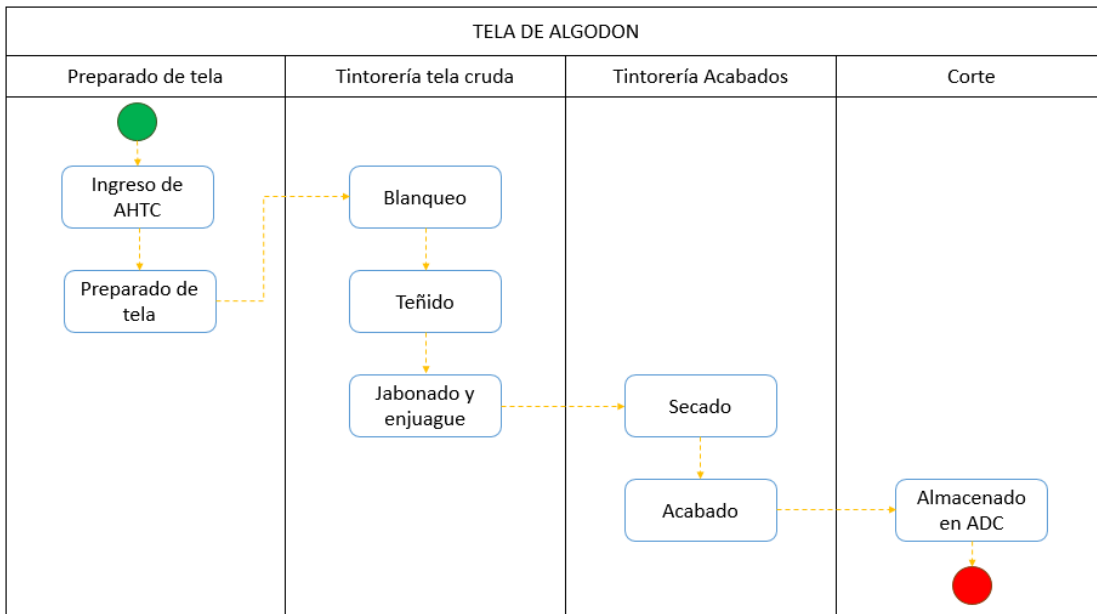 TELA DE ALGODON
Preparado de tela
Tintorería tela cruda
Tintorería Acabados
Corte
Ingreso de
AHTC
Preparado de
tela
Blanqueo
Teñido
Jabonado y
enjuague
Secado
Acabado
Almacenado
en ADC